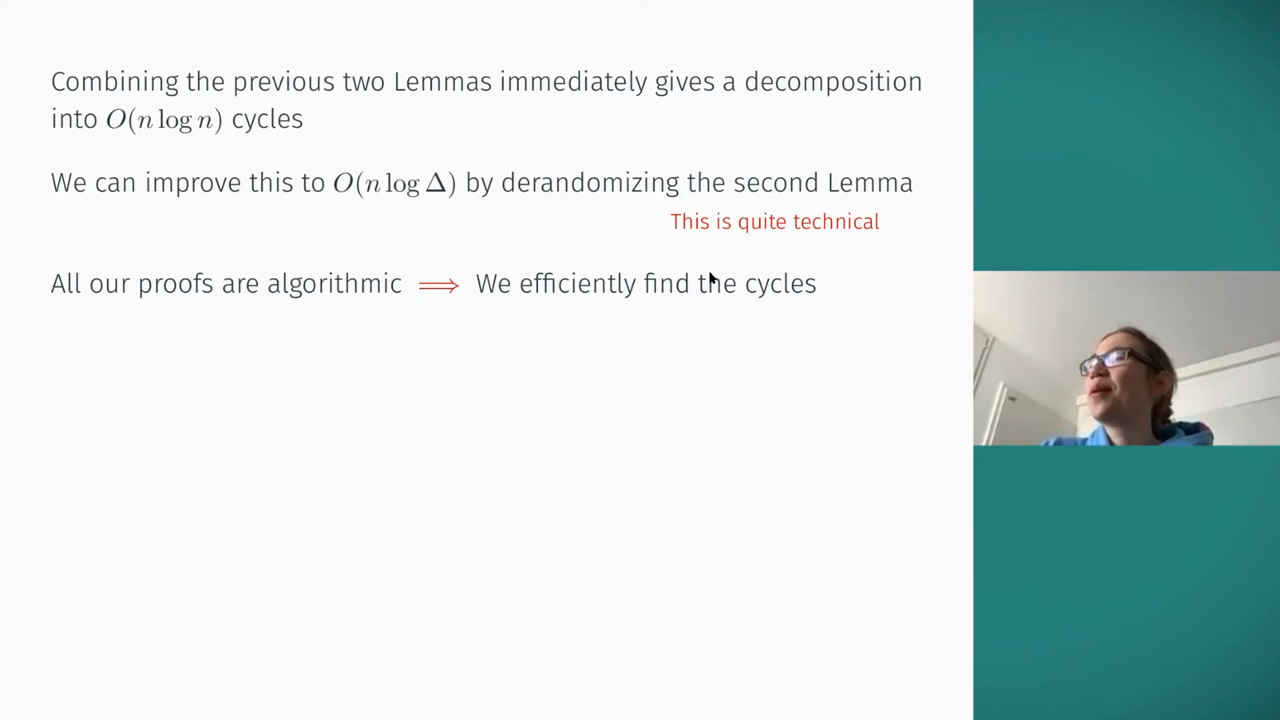 Combining the previous two Lemmas immediately gives a decomposition
into O(n log n) cycles
We can improve this to O(n log Δ) by derandomizing the second Lemma
This is quite technical
All our proofs are algorithmic ⟹ We efficiently find the cycles